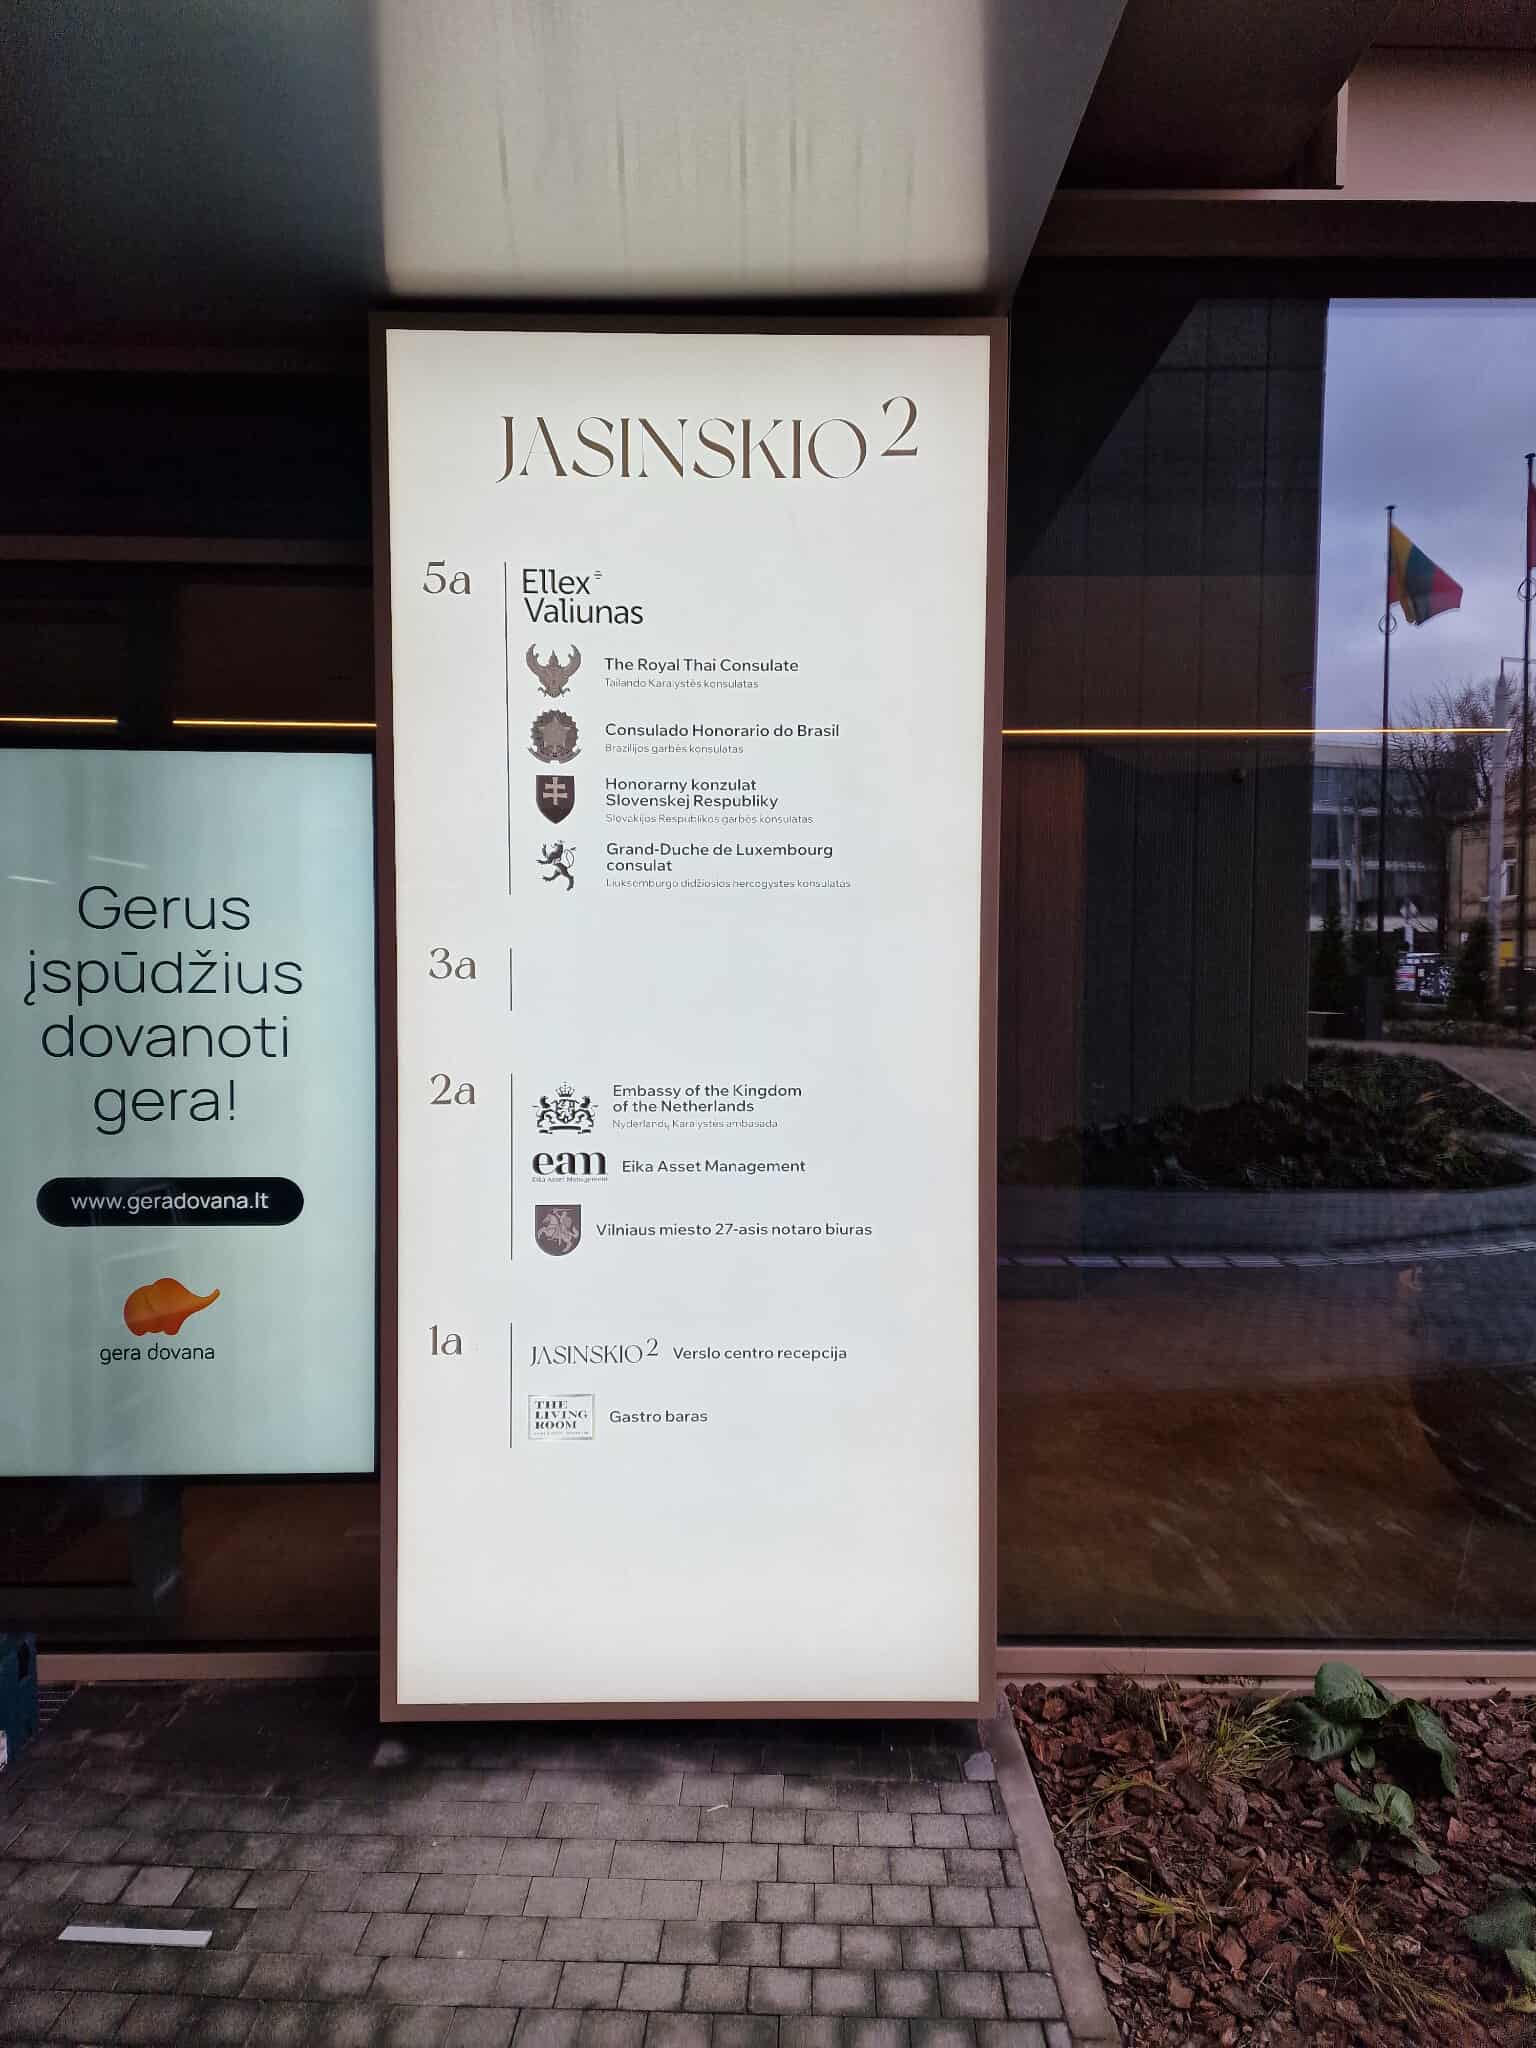 JASINSKIO 2
5a
Ellex
Valiunas
The Royal Thai Consulate
Tailando Karalystės konsulatas
Consulado Honorario do Brasil
Brazilijos garbės konsulatas
Honorarny konzulat
Slovenskej Respubliky
Slovakijos Respublikos garbės konsulatas
Grand-Duche de Luxembourg
consulat
Liuksemburgo didžiosios hercogystės konsulatas
3a
2a
Embassy of the Kingdom
of the Netherlands
Nyderlandų Karalystės ambasada
eam
Eika Asset Management
Eika Asset Management
Vilniaus miesto 27-asis notaro biuras
1a
JASINSKIO 2 Verslo centro recepcija
THE
LIVING
ROOM
Gastro baras
Gerus
įspūdžius
dovanoti
gera!
www.geradovana.lt
gera dovana